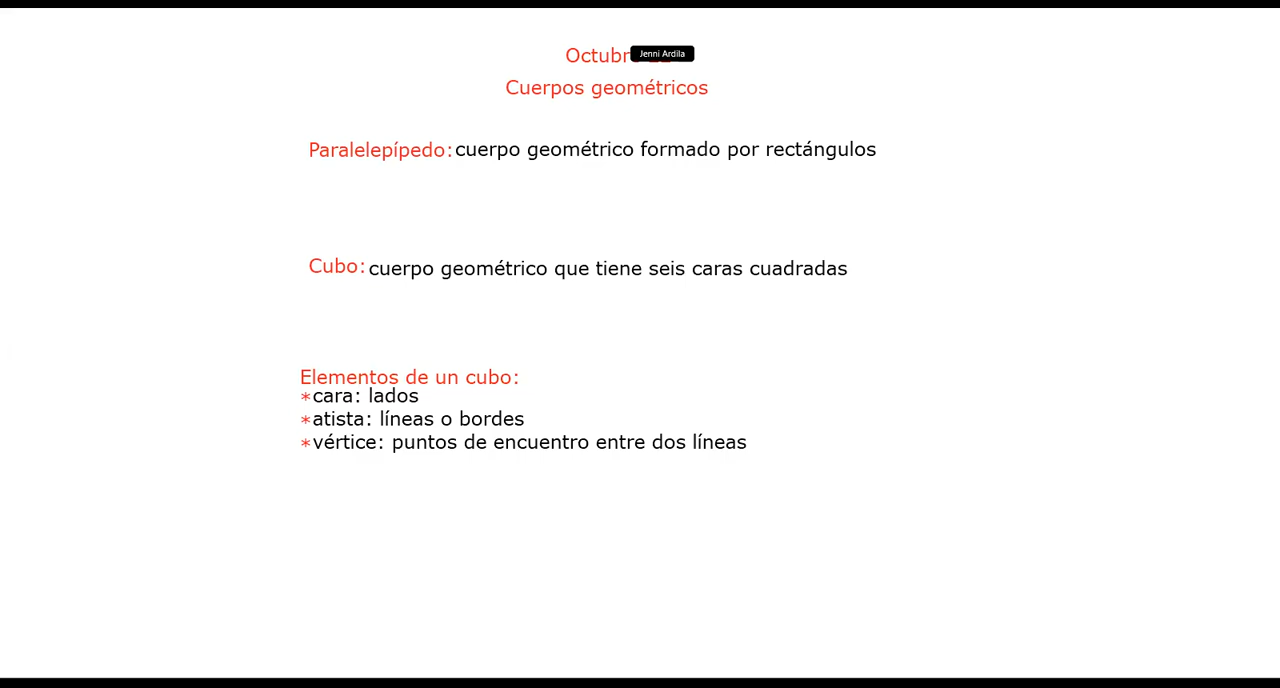 Octubr
Jenni Ardila
Cuerpos geométricos
Paralelepípedo: cuerpo geométrico formado por rectángulos
Cubo: cuerpo geométrico que tiene seis caras cuadradas
Elementos de un cubo:
*cara: lados
*atista: líneas o bordes
*vértice: puntos de encuentro entre dos líneas